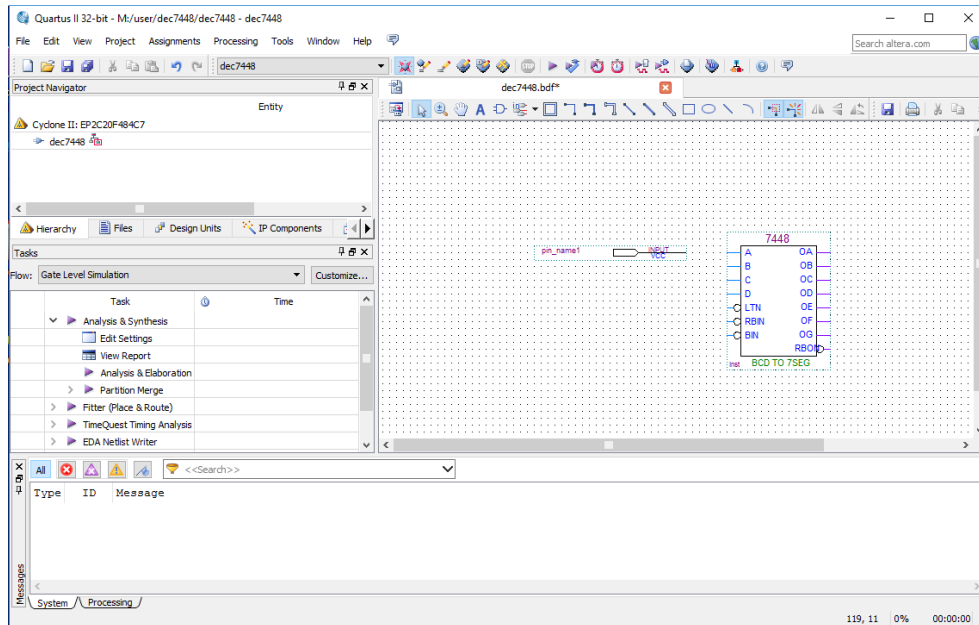 Quartus II 32-bit - M:/user/dec7448/dec7448 - dec7448
File Edit View Project Assignments Processing Tools Window Help
Search altera.com
dec7448
Project Navigator
dec7448.bdf*
Entity
Cyclone II: EP2C20F484C7
dec7448
Hierarchy Files Design Units IP Components
Tasks
Flow: Gate Level Simulation Customize...
Task Time
Analysis & Synthesis
Edit Settings
View Report
Analysis & Elaboration
Partition Merge
Fitter (Place & Route)
TimeQuest Timing Analysis
EDA Netlist Writer
pin_name1 INPUT
VCC
7448
A OA
B OB
C OC
D OD
LTN OE
RBIN OF
BIN OG
RBON
inst BCD TO 7SEG
All <<Search>>
Type ID Message
Messages
System Processing
119, 11 0% 00:00:00